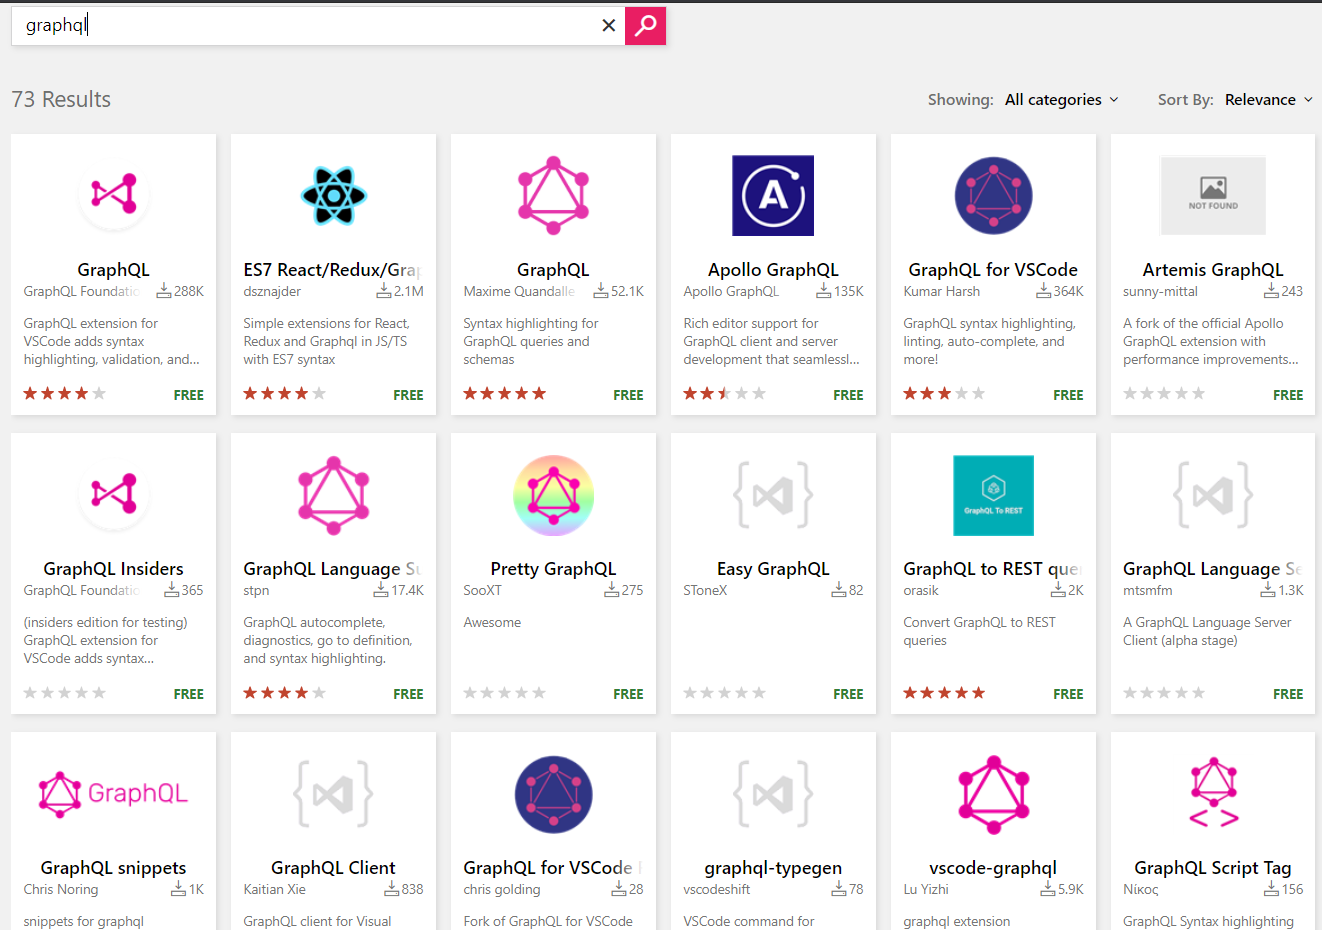 graphql
73 Results
Showing: All categories
Sort By: Relevance
GraphQL
GraphQL Foundatic 288K
GraphQL extension for
VSCode adds syntax
highlighting, validation, and...
FREE
ES7 React/Redux/Grap
dsznajder 2.1M
Simple extensions for React,
Redux and Graphql in JS/TS
with ES7 syntax
FREE
GraphQL
Maxime Quandalle 52.1K
Syntax highlighting for
GraphQL queries and
schemas
FREE
A
Apollo GraphQL
Apollo GraphQL 135K
Rich editor support for
GraphQL client and server
development that seamlessl...
FREE
GraphQL for VSCode
Kumar Harsh 364K
GraphQL syntax highlighting,
linting, auto-complete, and
more!
FREE
NOT FOUND
Artemis GraphQL
sunny-mittal 243
A fork of the official Apollo
GraphQL extension with
performance improvements...
FREE
GraphQL Insiders
GraphQL Foundatic 365
(insiders edition for testing)
GraphQL extension for
VSCode adds syntax...
FREE
GraphQL Language Su
stpn 17.4K
GraphQL autocomplete,
diagnostics, go to definition,
and syntax highlighting.
FREE
Pretty GraphQL
SooXT 275
Awesome
FREE
Easy GraphQL
SToneX 82
FREE
GraphQL To REST
GraphQL to REST que
orasik 2K
Convert GraphQL to REST
queries
FREE
GraphQL Language Se
mtsmfm 1.3K
A GraphQL Language Server
Client (alpha stage)
FREE
GraphQL
GraphQL snippets
Chris Noring 1K
snippets for graphql
GraphQL Client
Kaitian Xie 838
GraphQL client for Visual
GraphQL for VSCode
chris golding 28
Fork of GraphQL for VSCode
graphql-typegen
vscodeshift 78
VSCode command for
vscode-graphql
Lu Yizhi 5.9K
graphql extension
< >
GraphQL Script Tag
Νίκος 156
GraphQL Syntax highlighting